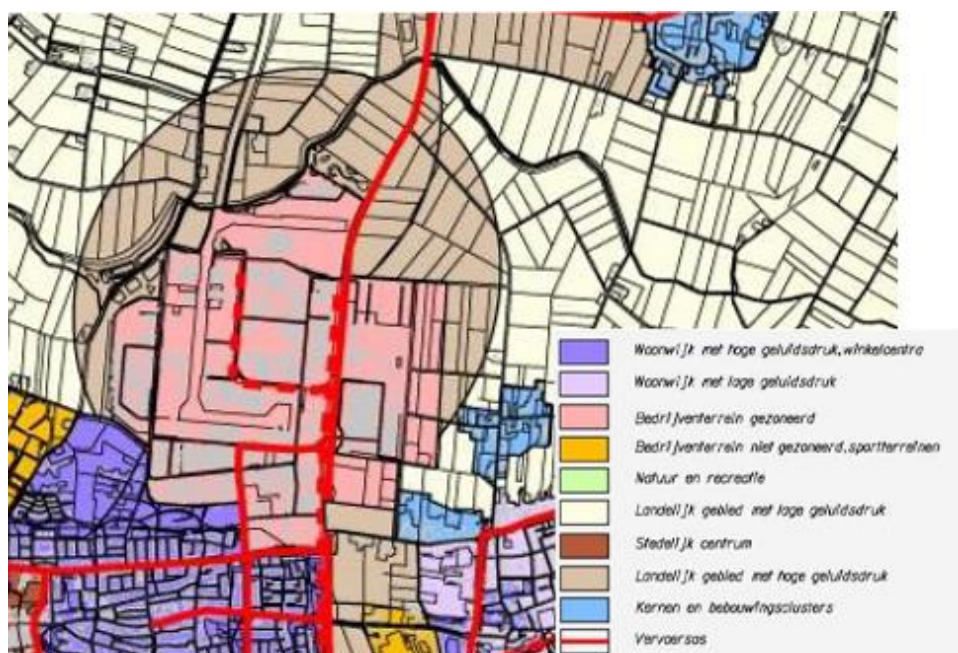 Woonwijk met hoge geluidsdruk,winkelcentra
Woonwijk met lage geluidsdruk
Bedrijventerrein gezoneerd
Bedrijventerrein niet gezoneerd,sportterreinen
Natuur en recreatie
Landelijk gebied met lage geluidsdruk
Stedelijk centrum
Landelijk gebied met hoge geluidsdruk
Kernen en bebouwingsclusters
Vervoersas